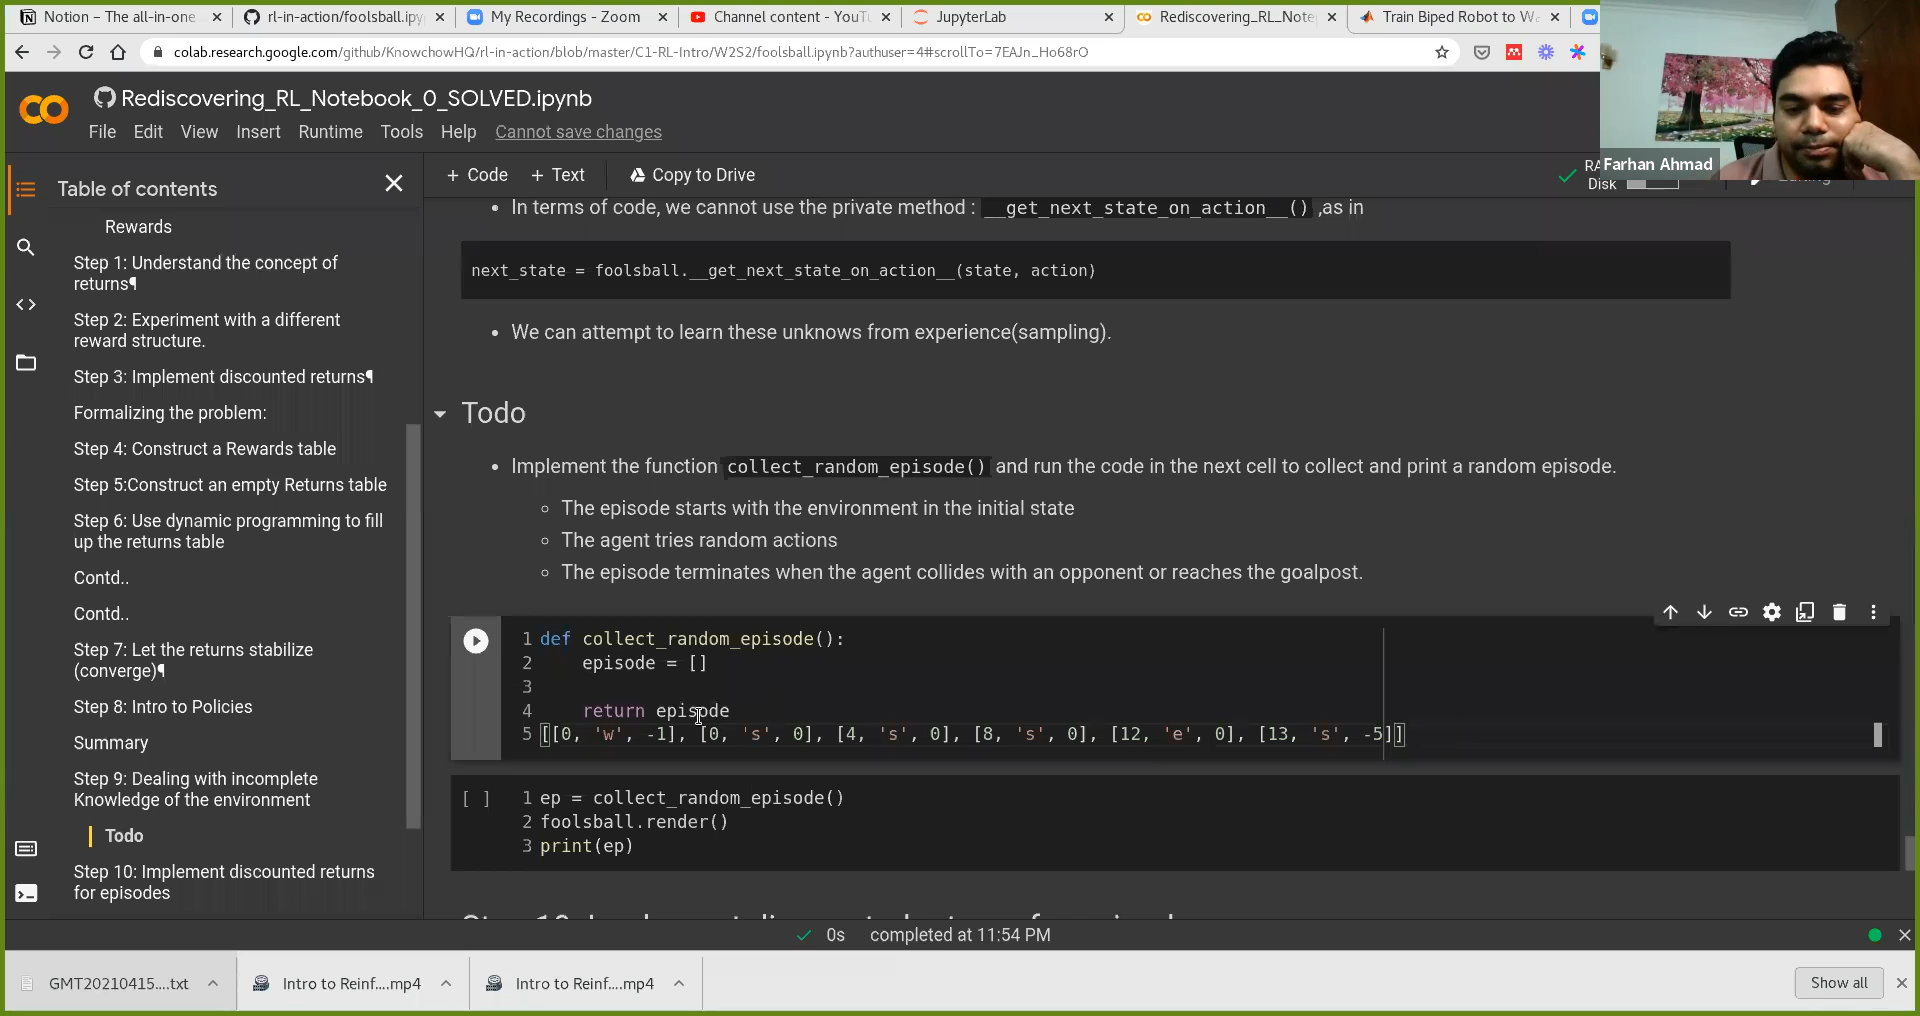 Notion – The all-in-one
rl-in-action/foolsball.ipy
My Recordings - Zoom
Channel content - YouTu
JupyterLab
Rediscovering_RL_Note
Train Biped Robot to Wa
colab.research.google.com/github/KnowchowHQ/rl-in-action/blob/master/C1-RL-Intro/W2S2/foolsball.ipynb?authuser=4#scrollTo=7EAJn_Ho68rO
Rediscovering_RL_Notebook_0_SOLVED.ipynb
File Edit View Insert Runtime Tools Help Cannot save changes
Farhan Ahmad
Table of contents
+ Code + Text Copy to Drive
Disk
Rewards
Step 1: Understand the concept of
returns¶
Step 2: Experiment with a different
reward structure.
Step 3: Implement discounted returns¶
Formalizing the problem:
Step 4: Construct a Rewards table
Step 5:Construct an empty Returns table
Step 6: Use dynamic programming to fill
up the returns table
Contd..
Contd..
Step 7: Let the returns stabilize
(converge)¶
Step 8: Intro to Policies
Summary
Step 9: Dealing with incomplete
Knowledge of the environment
Todo
Step 10: Implement discounted returns
for episodes
• In terms of code, we cannot use the private method : __get_next_state_on_action__() ,as in
next_state = foolsball.__get_next_state_on_action__(state, action)
• We can attempt to learn these unknows from experience(sampling).
Todo
• Implement the function collect_random_episode() and run the code in the next cell to collect and print a random episode.
◦ The episode starts with the environment in the initial state
◦ The agent tries random actions
◦ The episode terminates when the agent collides with an opponent or reaches the goalpost.
1 def collect_random_episode():
2 episode = []
3
4 return episode
5 [[0, 'w', -1], [0, 's', 0], [4, 's', 0], [8, 's', 0], [12, 'e', 0], [13, 's', -5]]
[ ] 1 ep = collect_random_episode()
2 foolsball.render()
3 print(ep)
0s completed at 11:54 PM
GMT20210415....txt
Intro to Reinf....mp4
Intro to Reinf....mp4
Show all